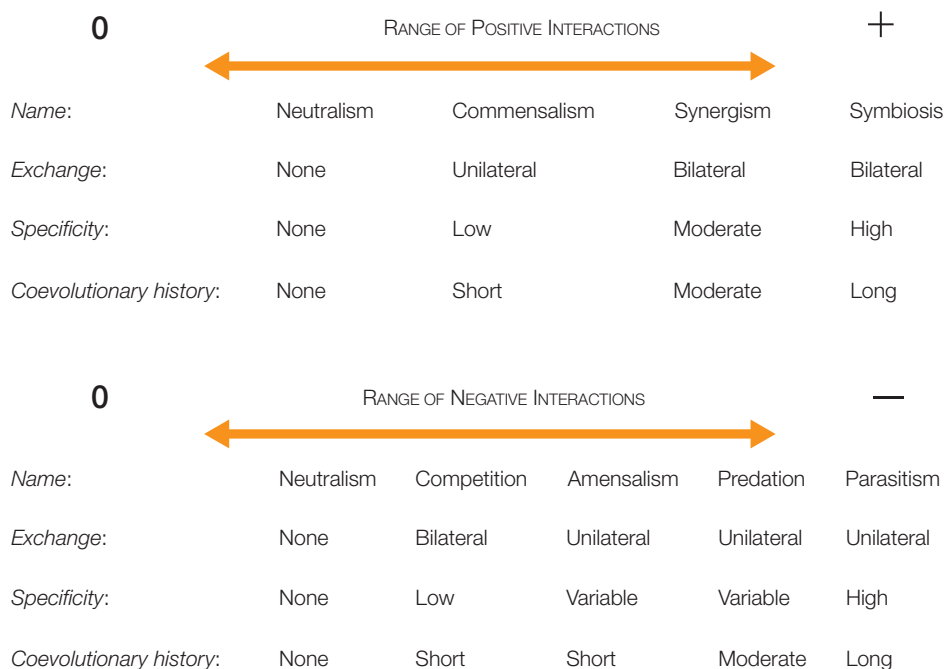 0 RANGE OF POSITIVE INTERACTIONS +
Name: Neutralism Commensalism Synergism Symbiosis
Exchange: None Unilateral Bilateral Bilateral
Specificity: None Low Moderate High
Coevolutionary history: None Short Moderate Long
0 RANGE OF NEGATIVE INTERACTIONS —
Name: Neutralism Competition Amensalism Predation Parasitism
Exchange: None Bilateral Unilateral Unilateral Unilateral
Specificity: None Low Variable Variable High
Coevolutionary history: None Short Short Moderate Long